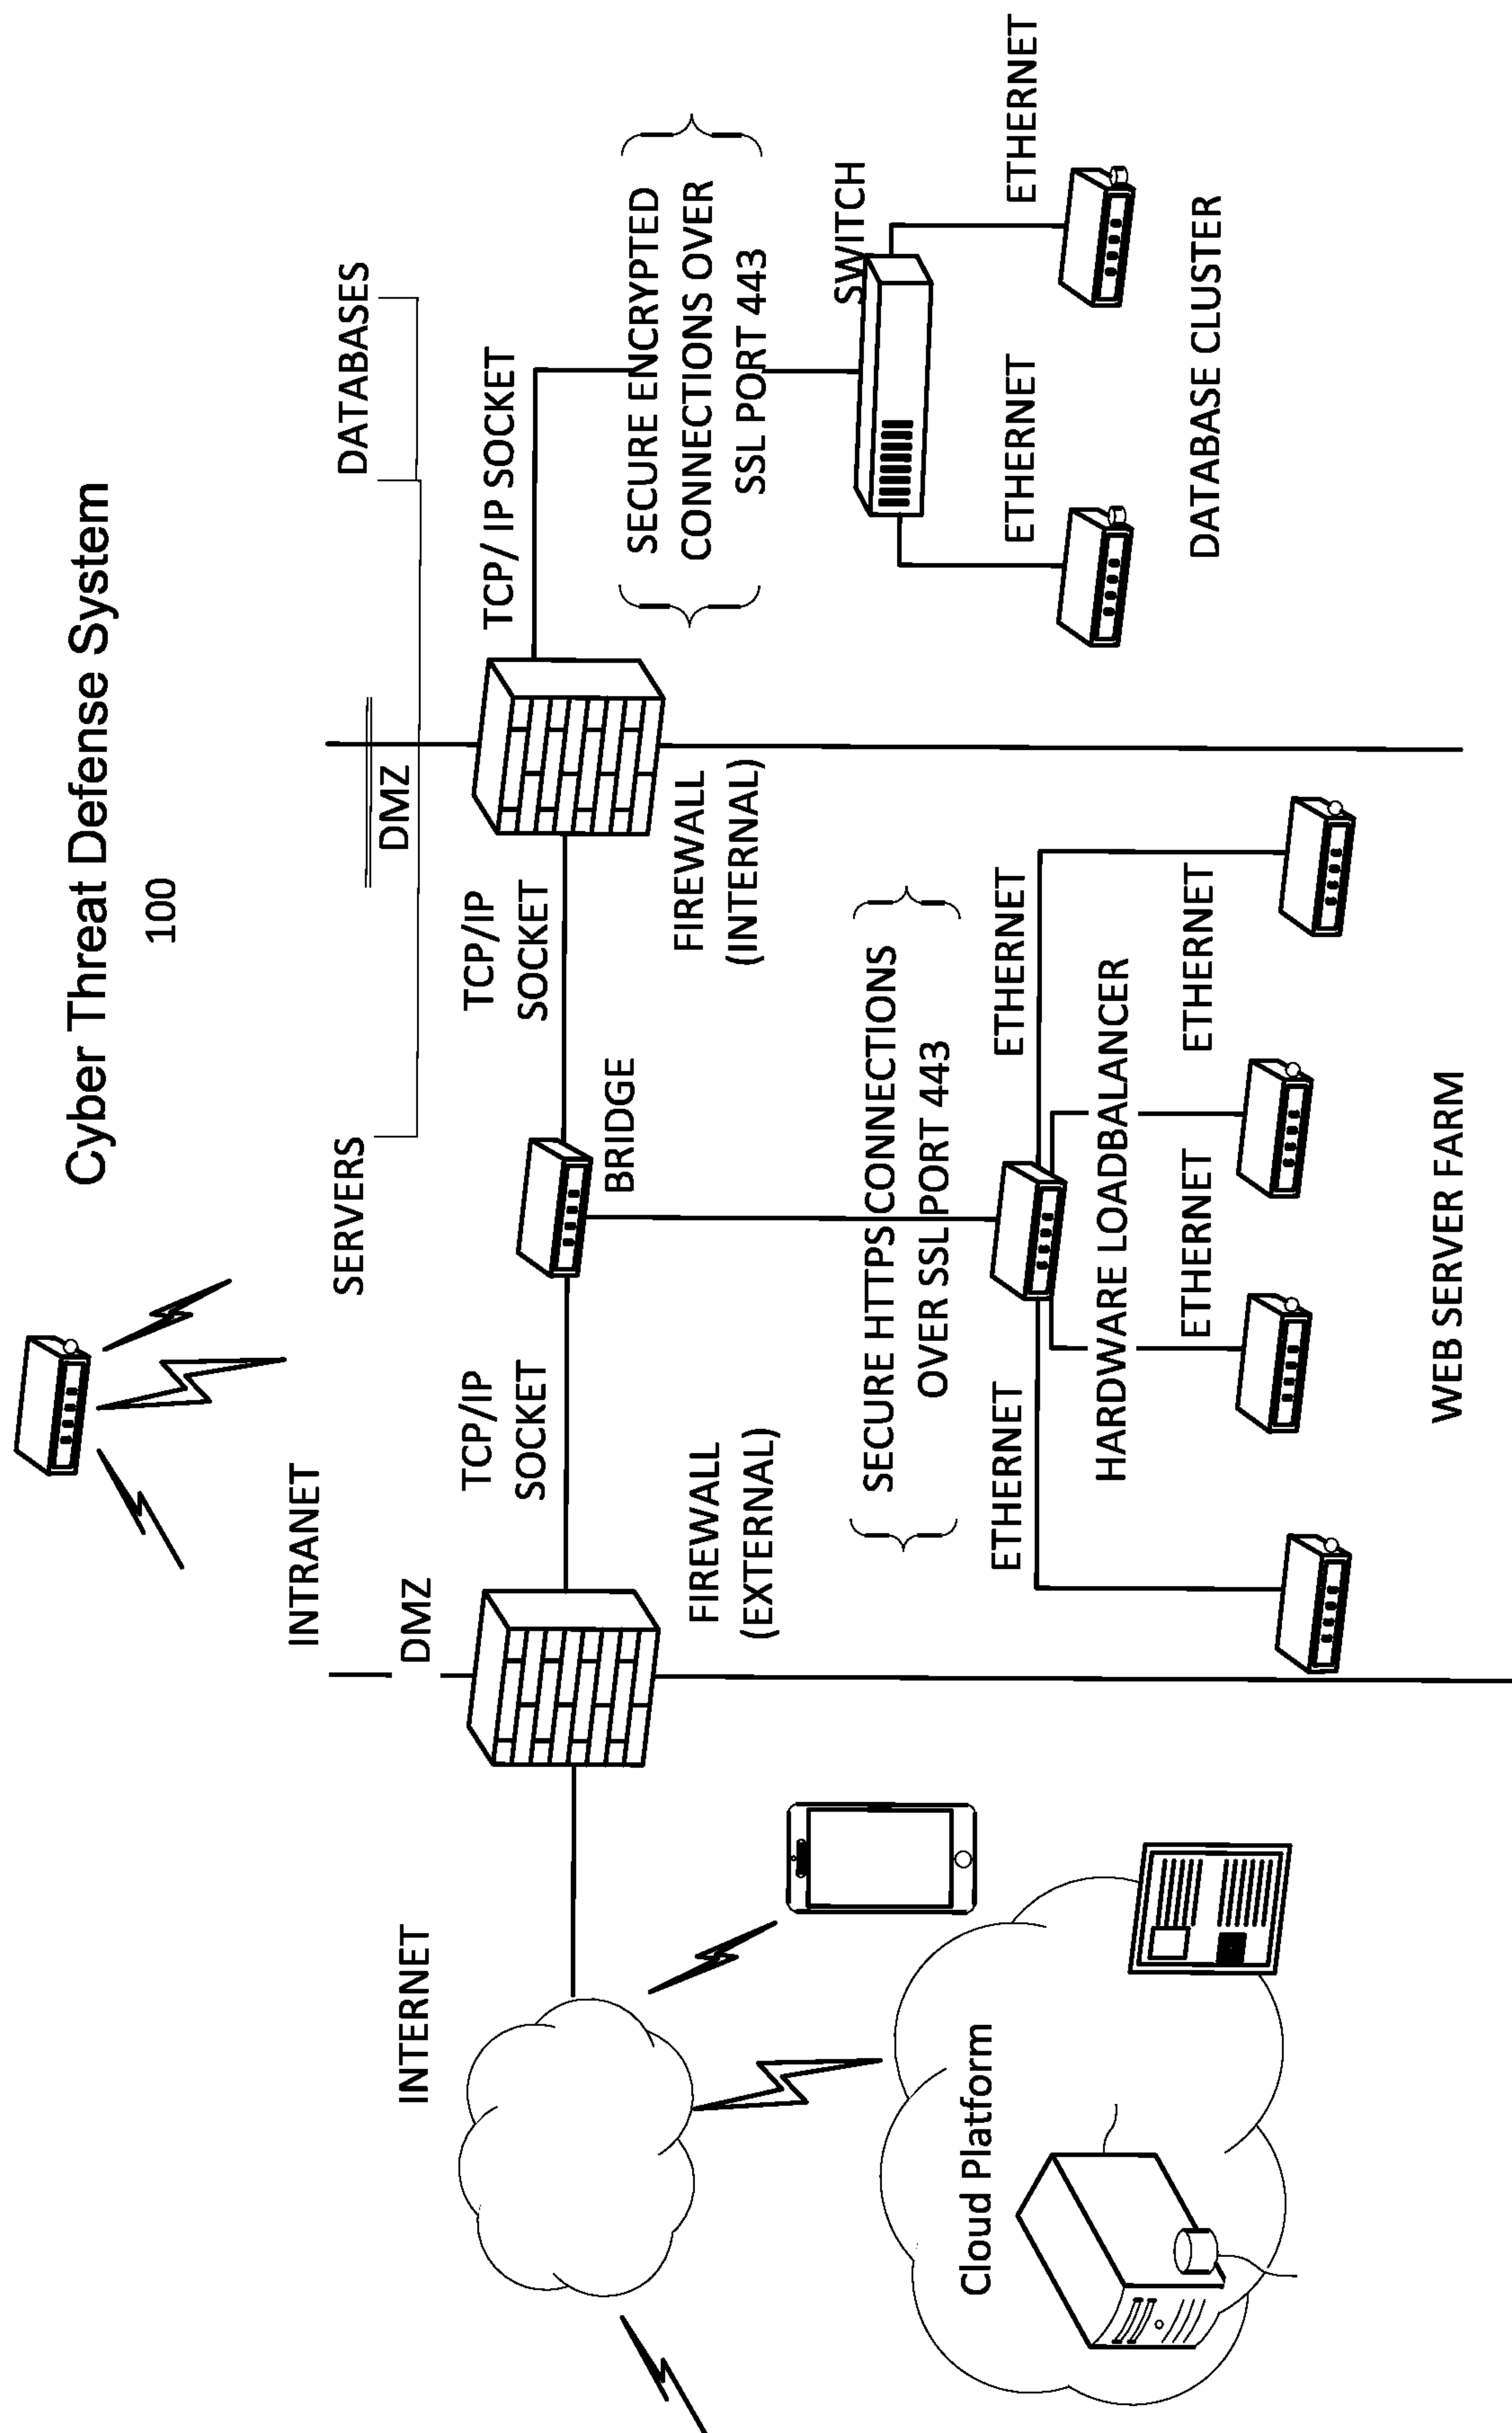 Cyber Threat Defense System
100
INTRANET
SERVERS
DATABASES
INTERNET
DMZ
DMZ
TCP/IP
SOCKET
TCP/IP
SOCKET
TCP/ IP SOCKET
BRIDGE
FIREWALL
(EXTERNAL)
FIREWALL
(INTERNAL)
SECURE ENCRYPTED
CONNECTIONS OVER
SSL PORT 443
SWITCH
SECURE HTTPS CONNECTIONS
OVER SSL PORT 443
Cloud Platform
ETHERNET
ETHERNET
ETHERNET
ETHERNET
HARDWARE LOADBALANCER
ETHERNET
ETHERNET
DATABASE CLUSTER
WEB SERVER FARM